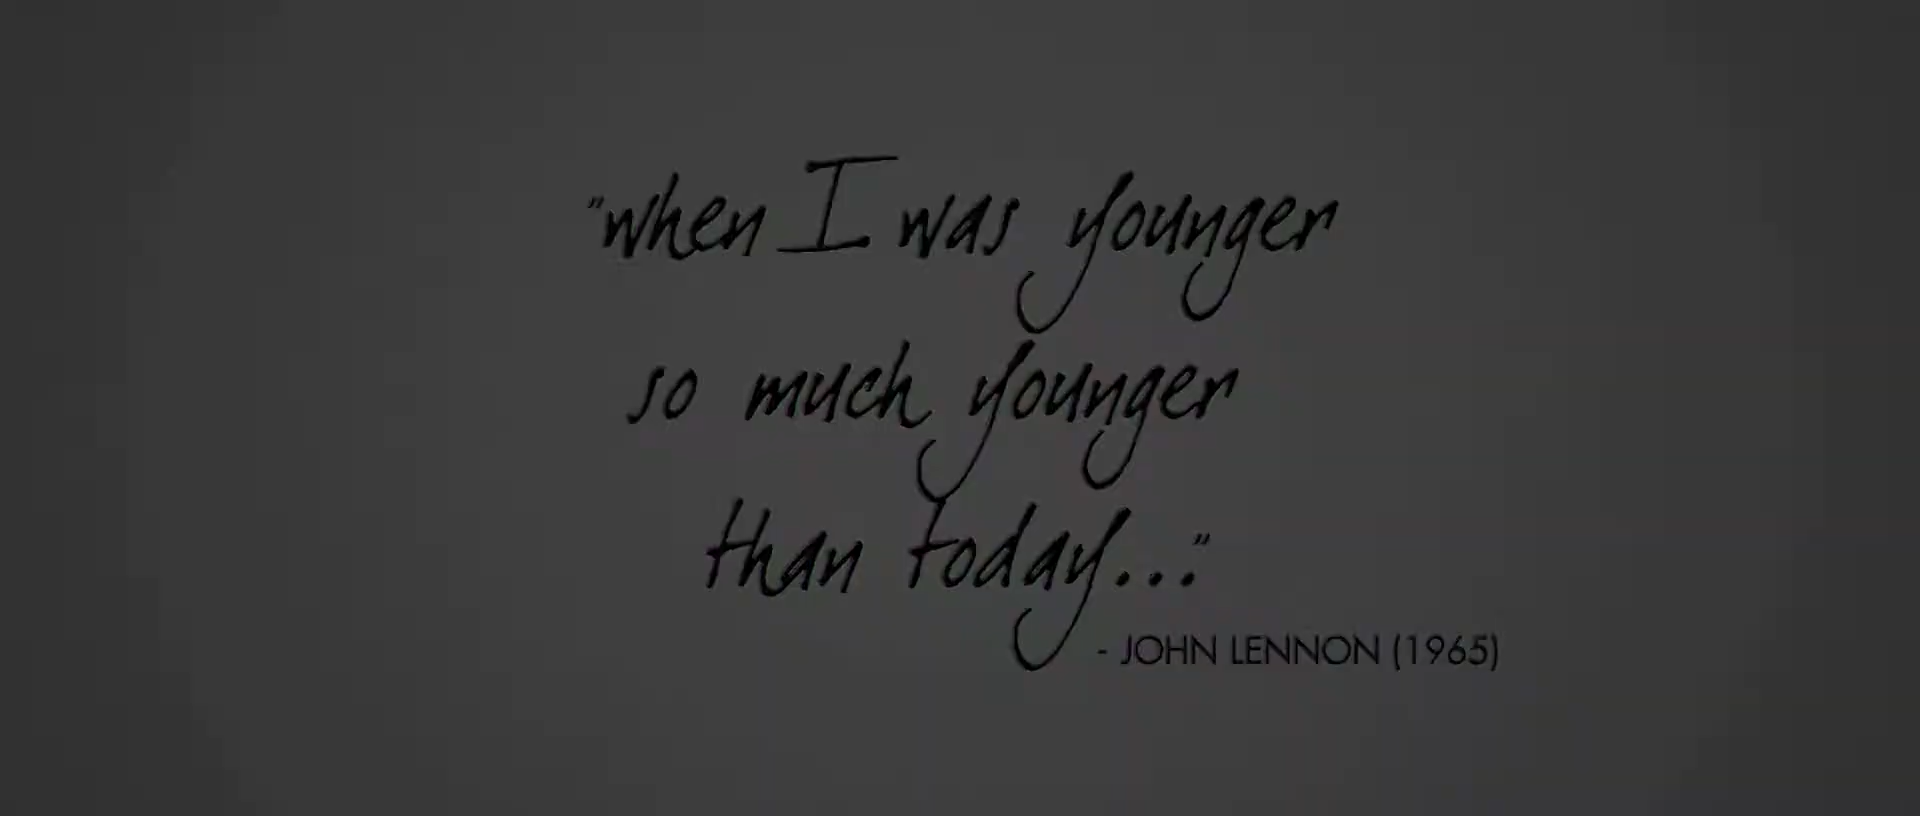 "when I was younger
so much younger
than today..."
- JOHN LENNON (1965)